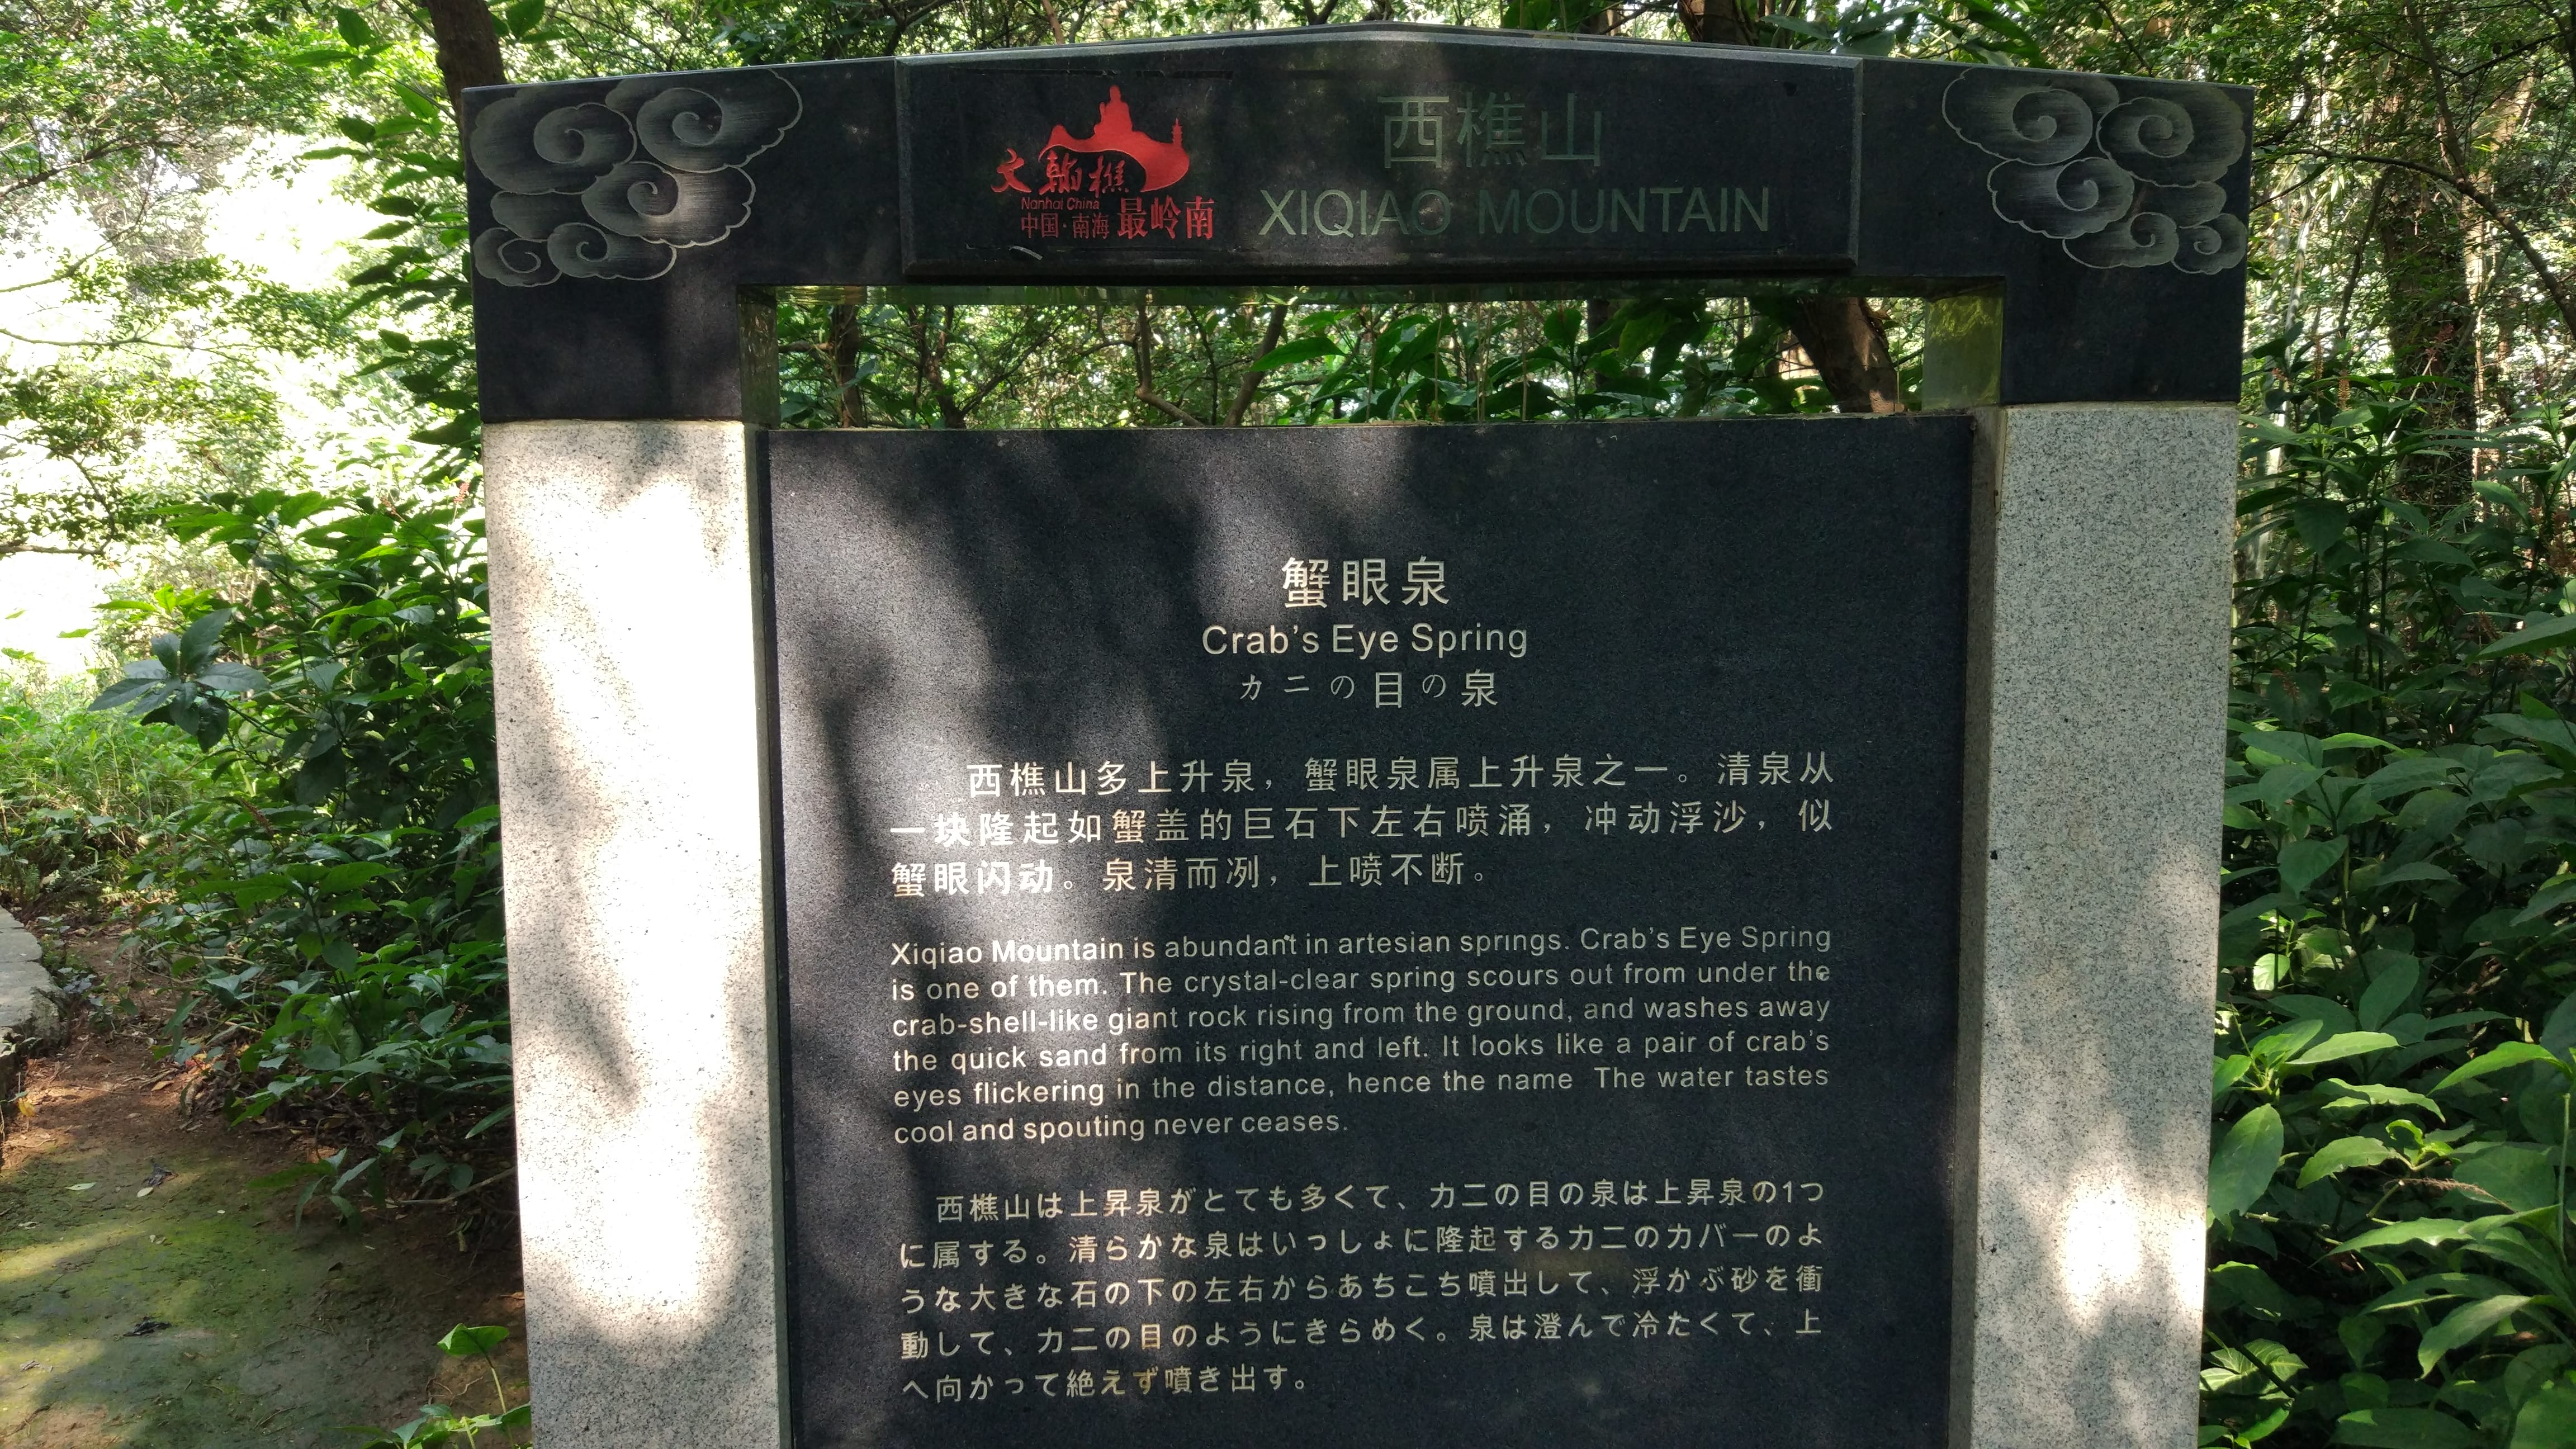 西樵山
XIQIAO MOUNTAIN
文翰樵
Nanhai China
中国·南海 最岭南
蟹眼泉
Crab's Eye Spring
カニの目の泉
西樵山多上升泉，蟹眼泉属上升泉之一。清泉从
一块隆起如蟹盖的巨石下左右喷涌，冲动浮沙，似
蟹眼闪动。泉清而冽，上喷不断。
Xiqiao Mountain is abundant in artesian springs. Crab's Eye Spring
is one of them. The crystal-clear spring scours out from under the
crab-shell-like giant rock rising from the ground, and washes away
the quick sand from its right and left. It looks like a pair of crab's
eyes flickering in the distance, hence the name  The water tastes
cool and spouting never ceases.
西樵山は上昇泉がとても多くて、カニの目の泉は上昇泉の1つ
に属する。清らかな泉はいっしょに隆起するカニのカバーのよ
うな大きな石の下の左右からあちこち噴出して、浮かぶ砂を衝
動して、カニの目のようにきらめく。泉は澄んで冷たくて、上
へ向かって絶えず噴き出す。